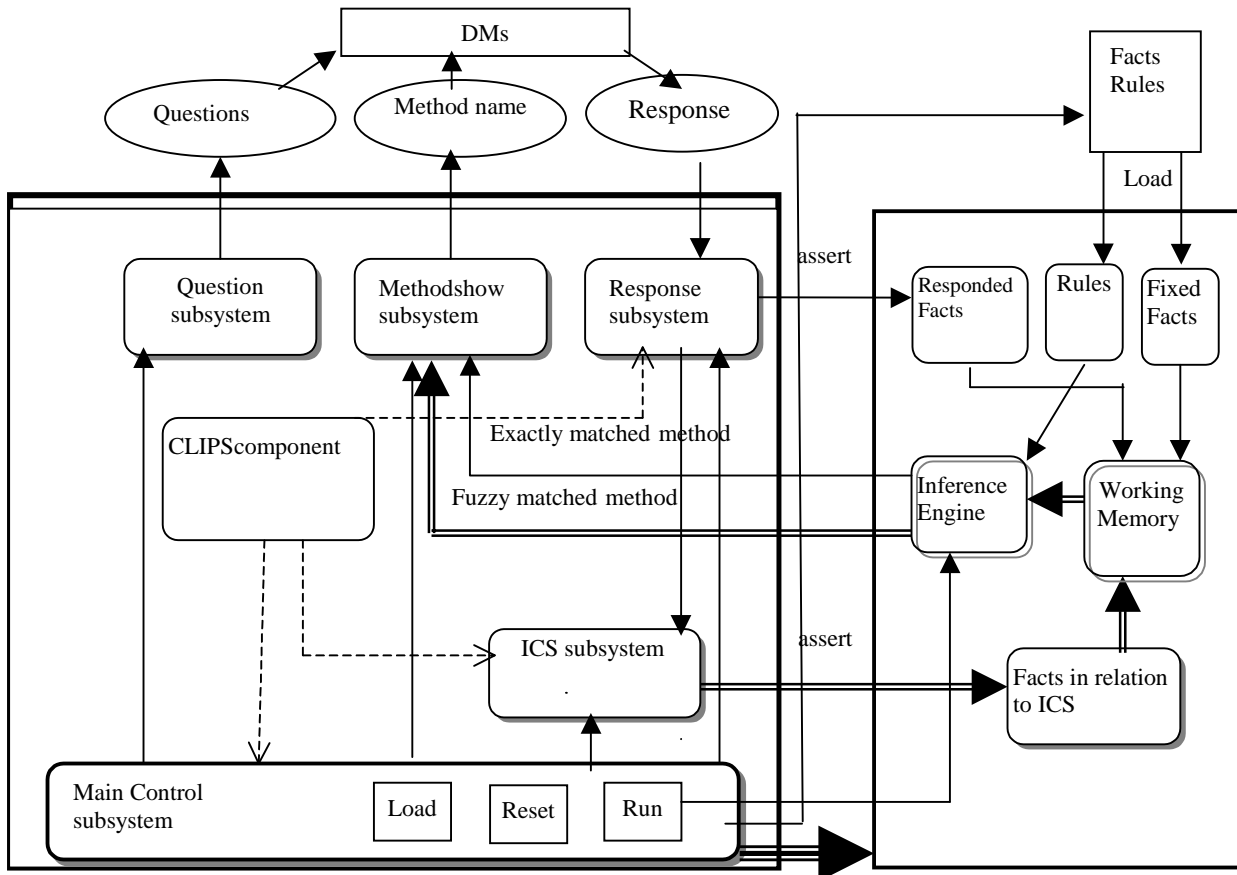 DMs
Questions
Method name
Response
Facts
Rules
Load
assert
Question
subsystem
Methodshow
subsystem
Response
subsystem
Responded
Facts
Rules
Fixed
Facts
CLIPScomponent
Exactly matched method
Fuzzy matched method
Inference
Engine
Working
Memory
ICS subsystem
assert
Facts in relation
to ICS
Main Control
subsystem
Load
Reset
Run